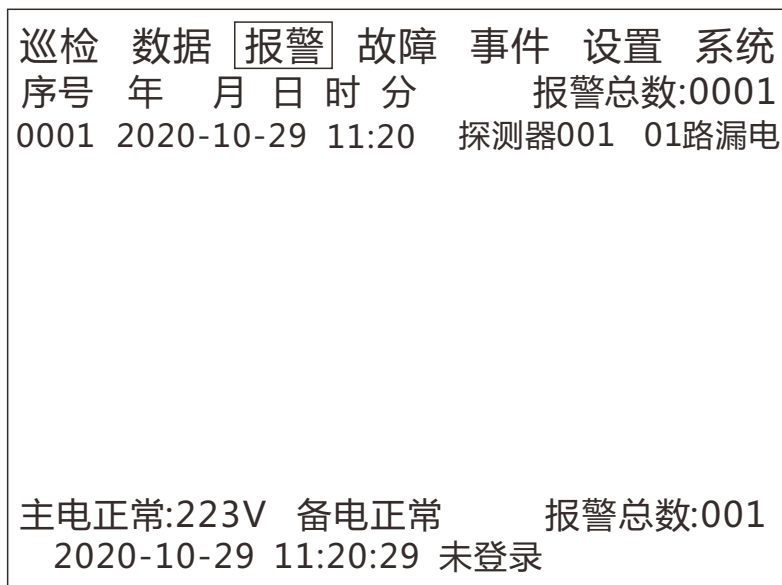 巡检 数据 报警 故障 事件 设置 系统
序号 年 月 日 时 分 报警总数:0001
0001 2020-10-29 11:20 探测器001 01路漏电
主电正常:223V 备电正常 报警总数:001
2020-10-29 11:20:29 未登录